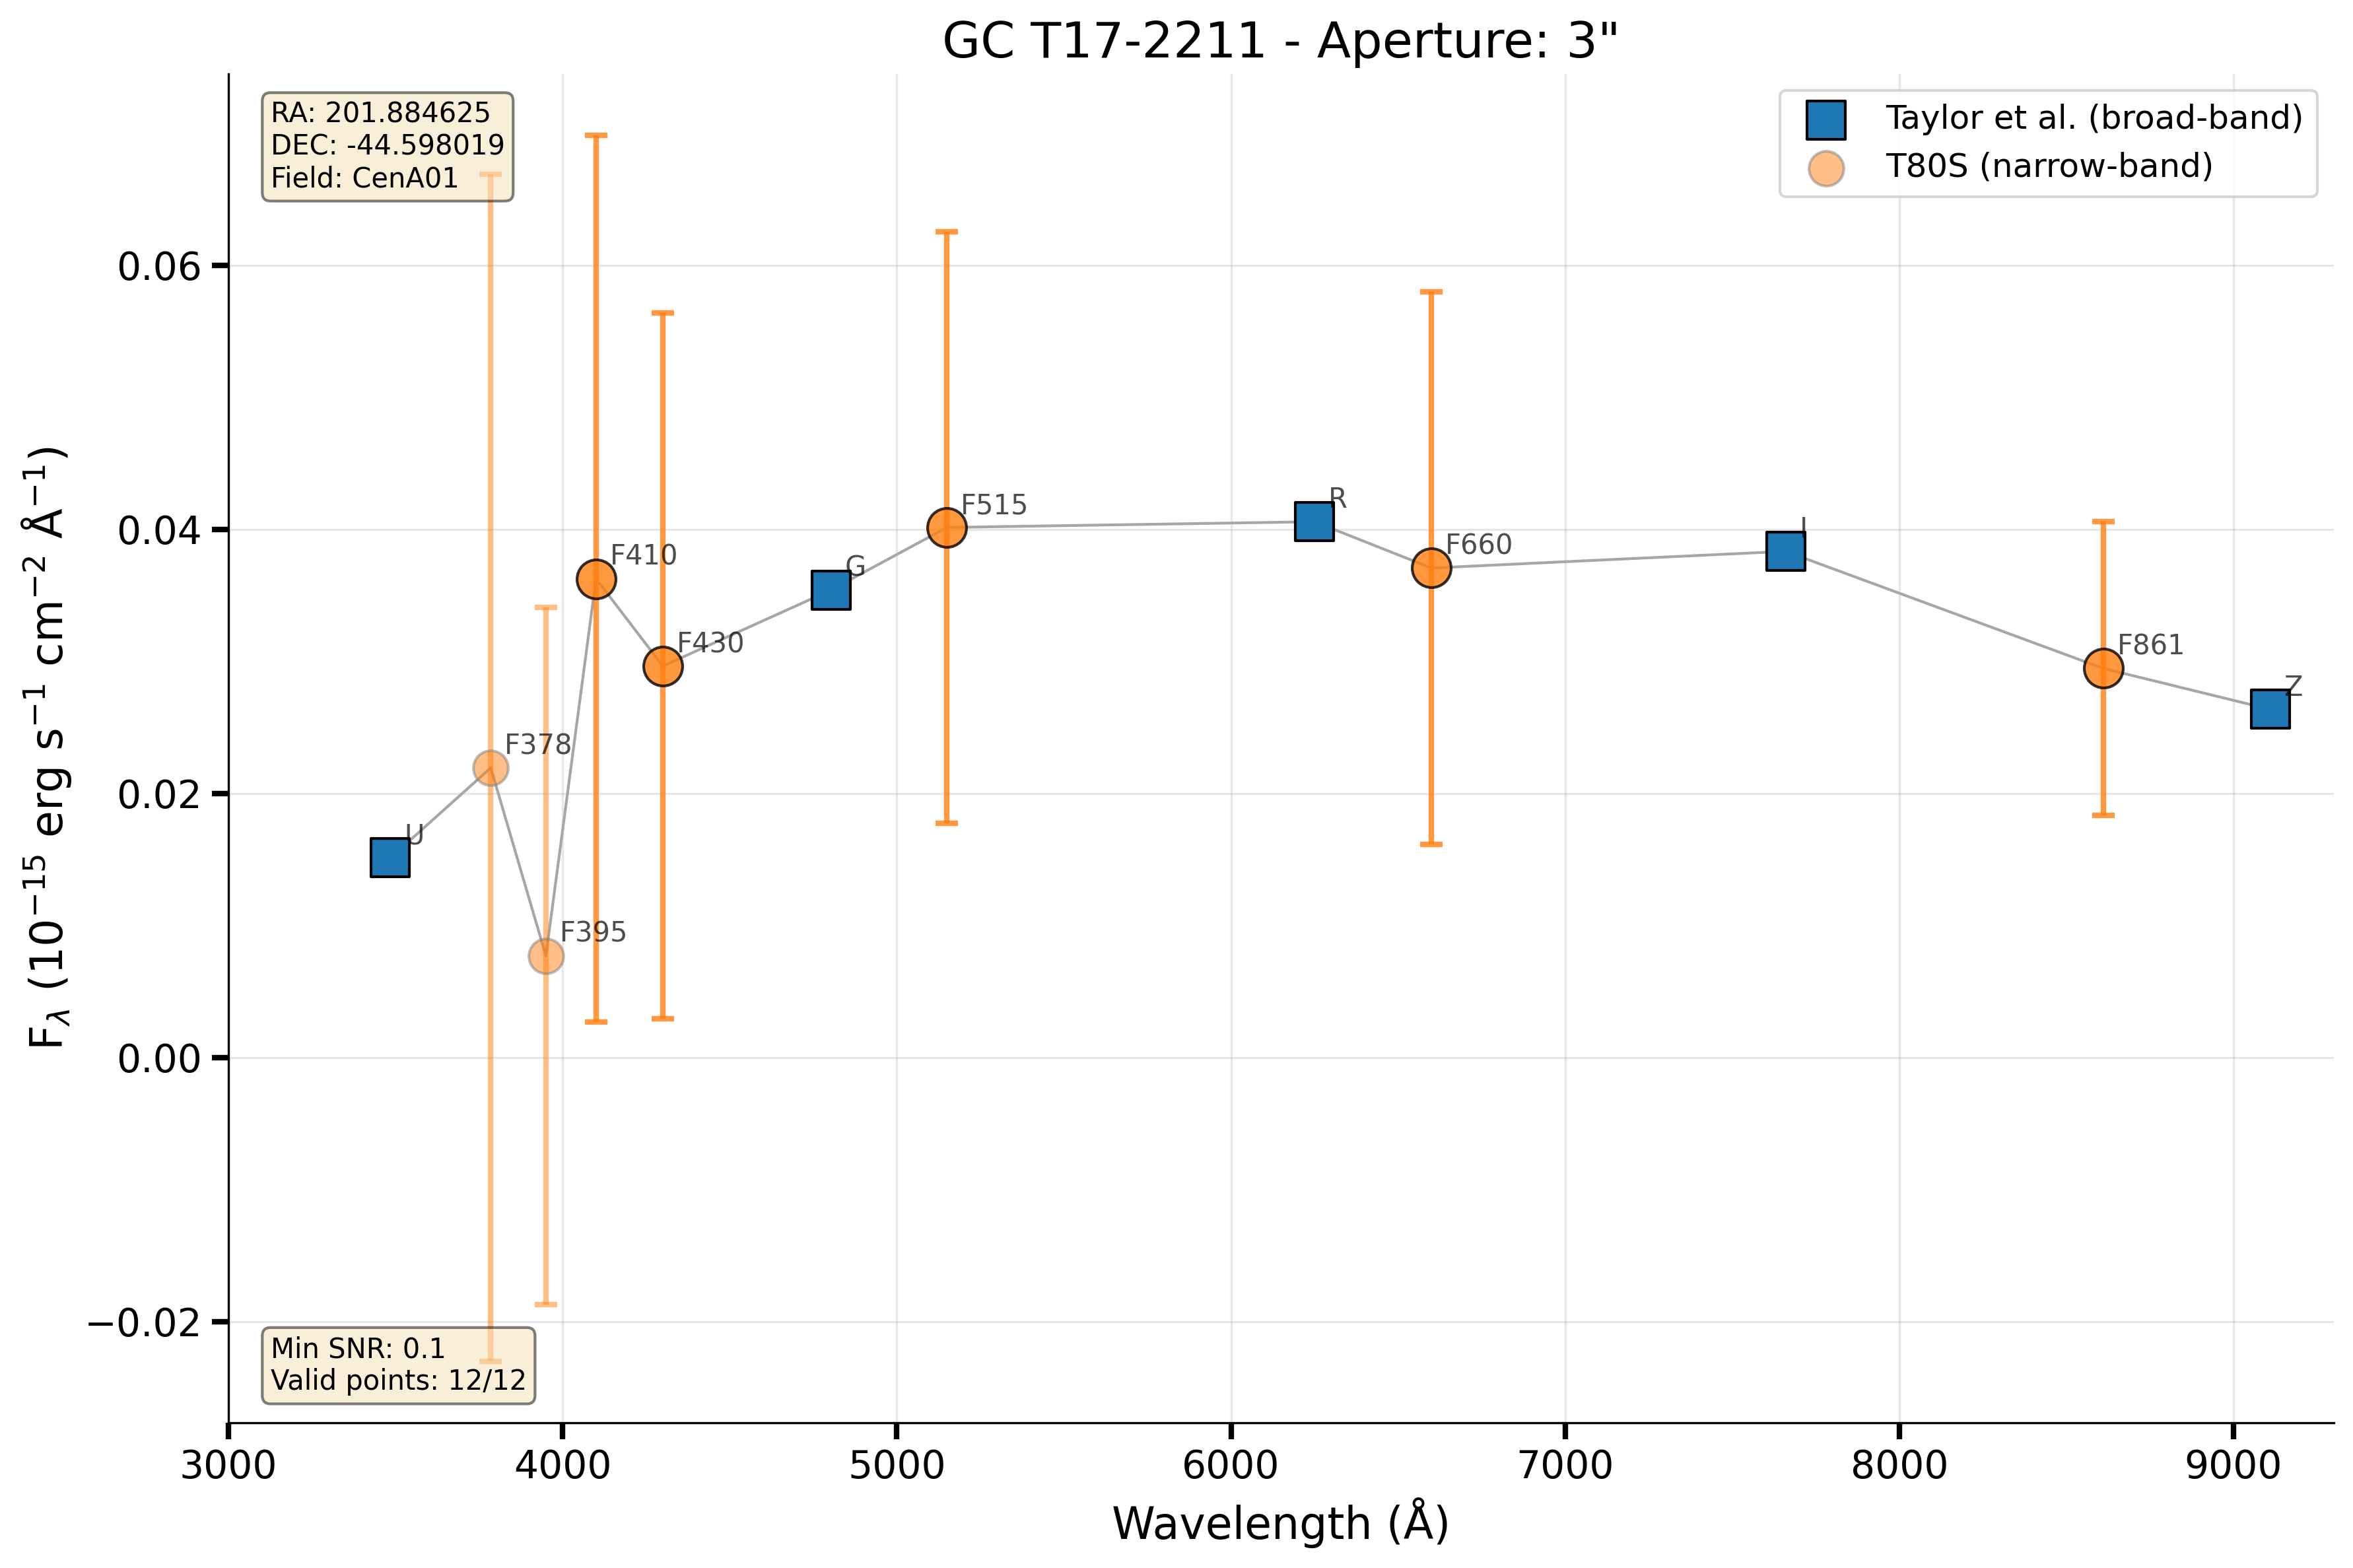 GC T17-2211 - Aperture: 3"
RA: 201.884625
DEC: -44.598019
Field: CenA01
Taylor et al. (broad-band)
T80S (narrow-band)
0.06
0.04
0.02
0.00
−0.02
F_λ (10⁻¹⁵ erg s⁻¹ cm⁻² Å⁻¹)
U
F378
F395
F410
F430
G
F515
R
F660
I
F861
Z
Min SNR: 0.1
Valid points: 12/12
3000 4000 5000 6000 7000 8000 9000
Wavelength (Å)